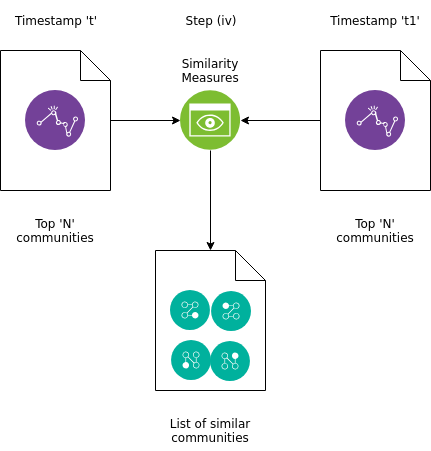 Timestamp 't'
Step (iv)
Timestamp 't1'
Similarity
Measures
Top 'N'
communities
Top 'N'
communities
List of similar
communities